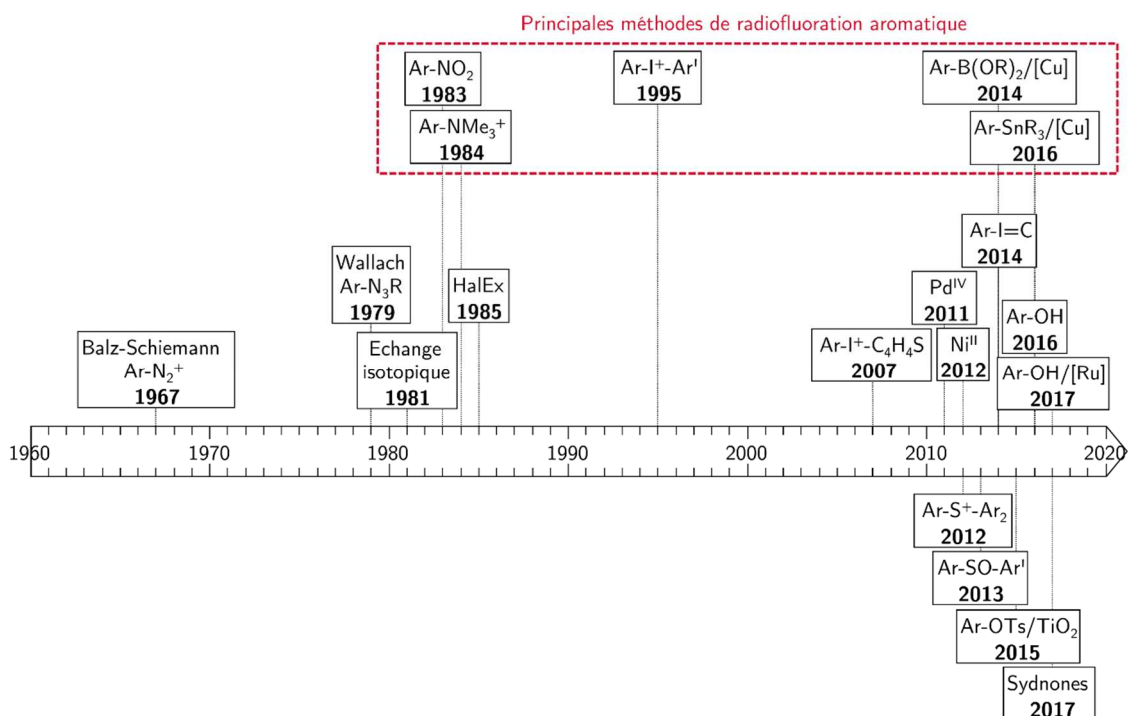 Principales méthodes de radiofluoration aromatique
Ar-NO₂
1983
Ar-NMe₃⁺
1984
Ar-I⁺-Arᴵ
1995
Ar-B(OR)₂/[Cu]
2014
Ar-SnR₃/[Cu]
2016
Ar-I=C
2014
Wallach
Ar-N₃R
1979
HalEx
1985
Pdᴵⱽ
2011
Ar-OH
2016
Balz-Schiemann
Ar-N₂⁺
1967
Echange
isotopique
1981
Ar-I⁺-C₄H₄S
2007
Niᴵᴵ
2012
Ar-OH/[Ru]
2017
1960 1970 1980 1990 2000 2010 2020
Ar-S⁺-Ar₂
2012
Ar-SO-Arᴵ
2013
Ar-OTs/TiO₂
2015
Sydnones
2017